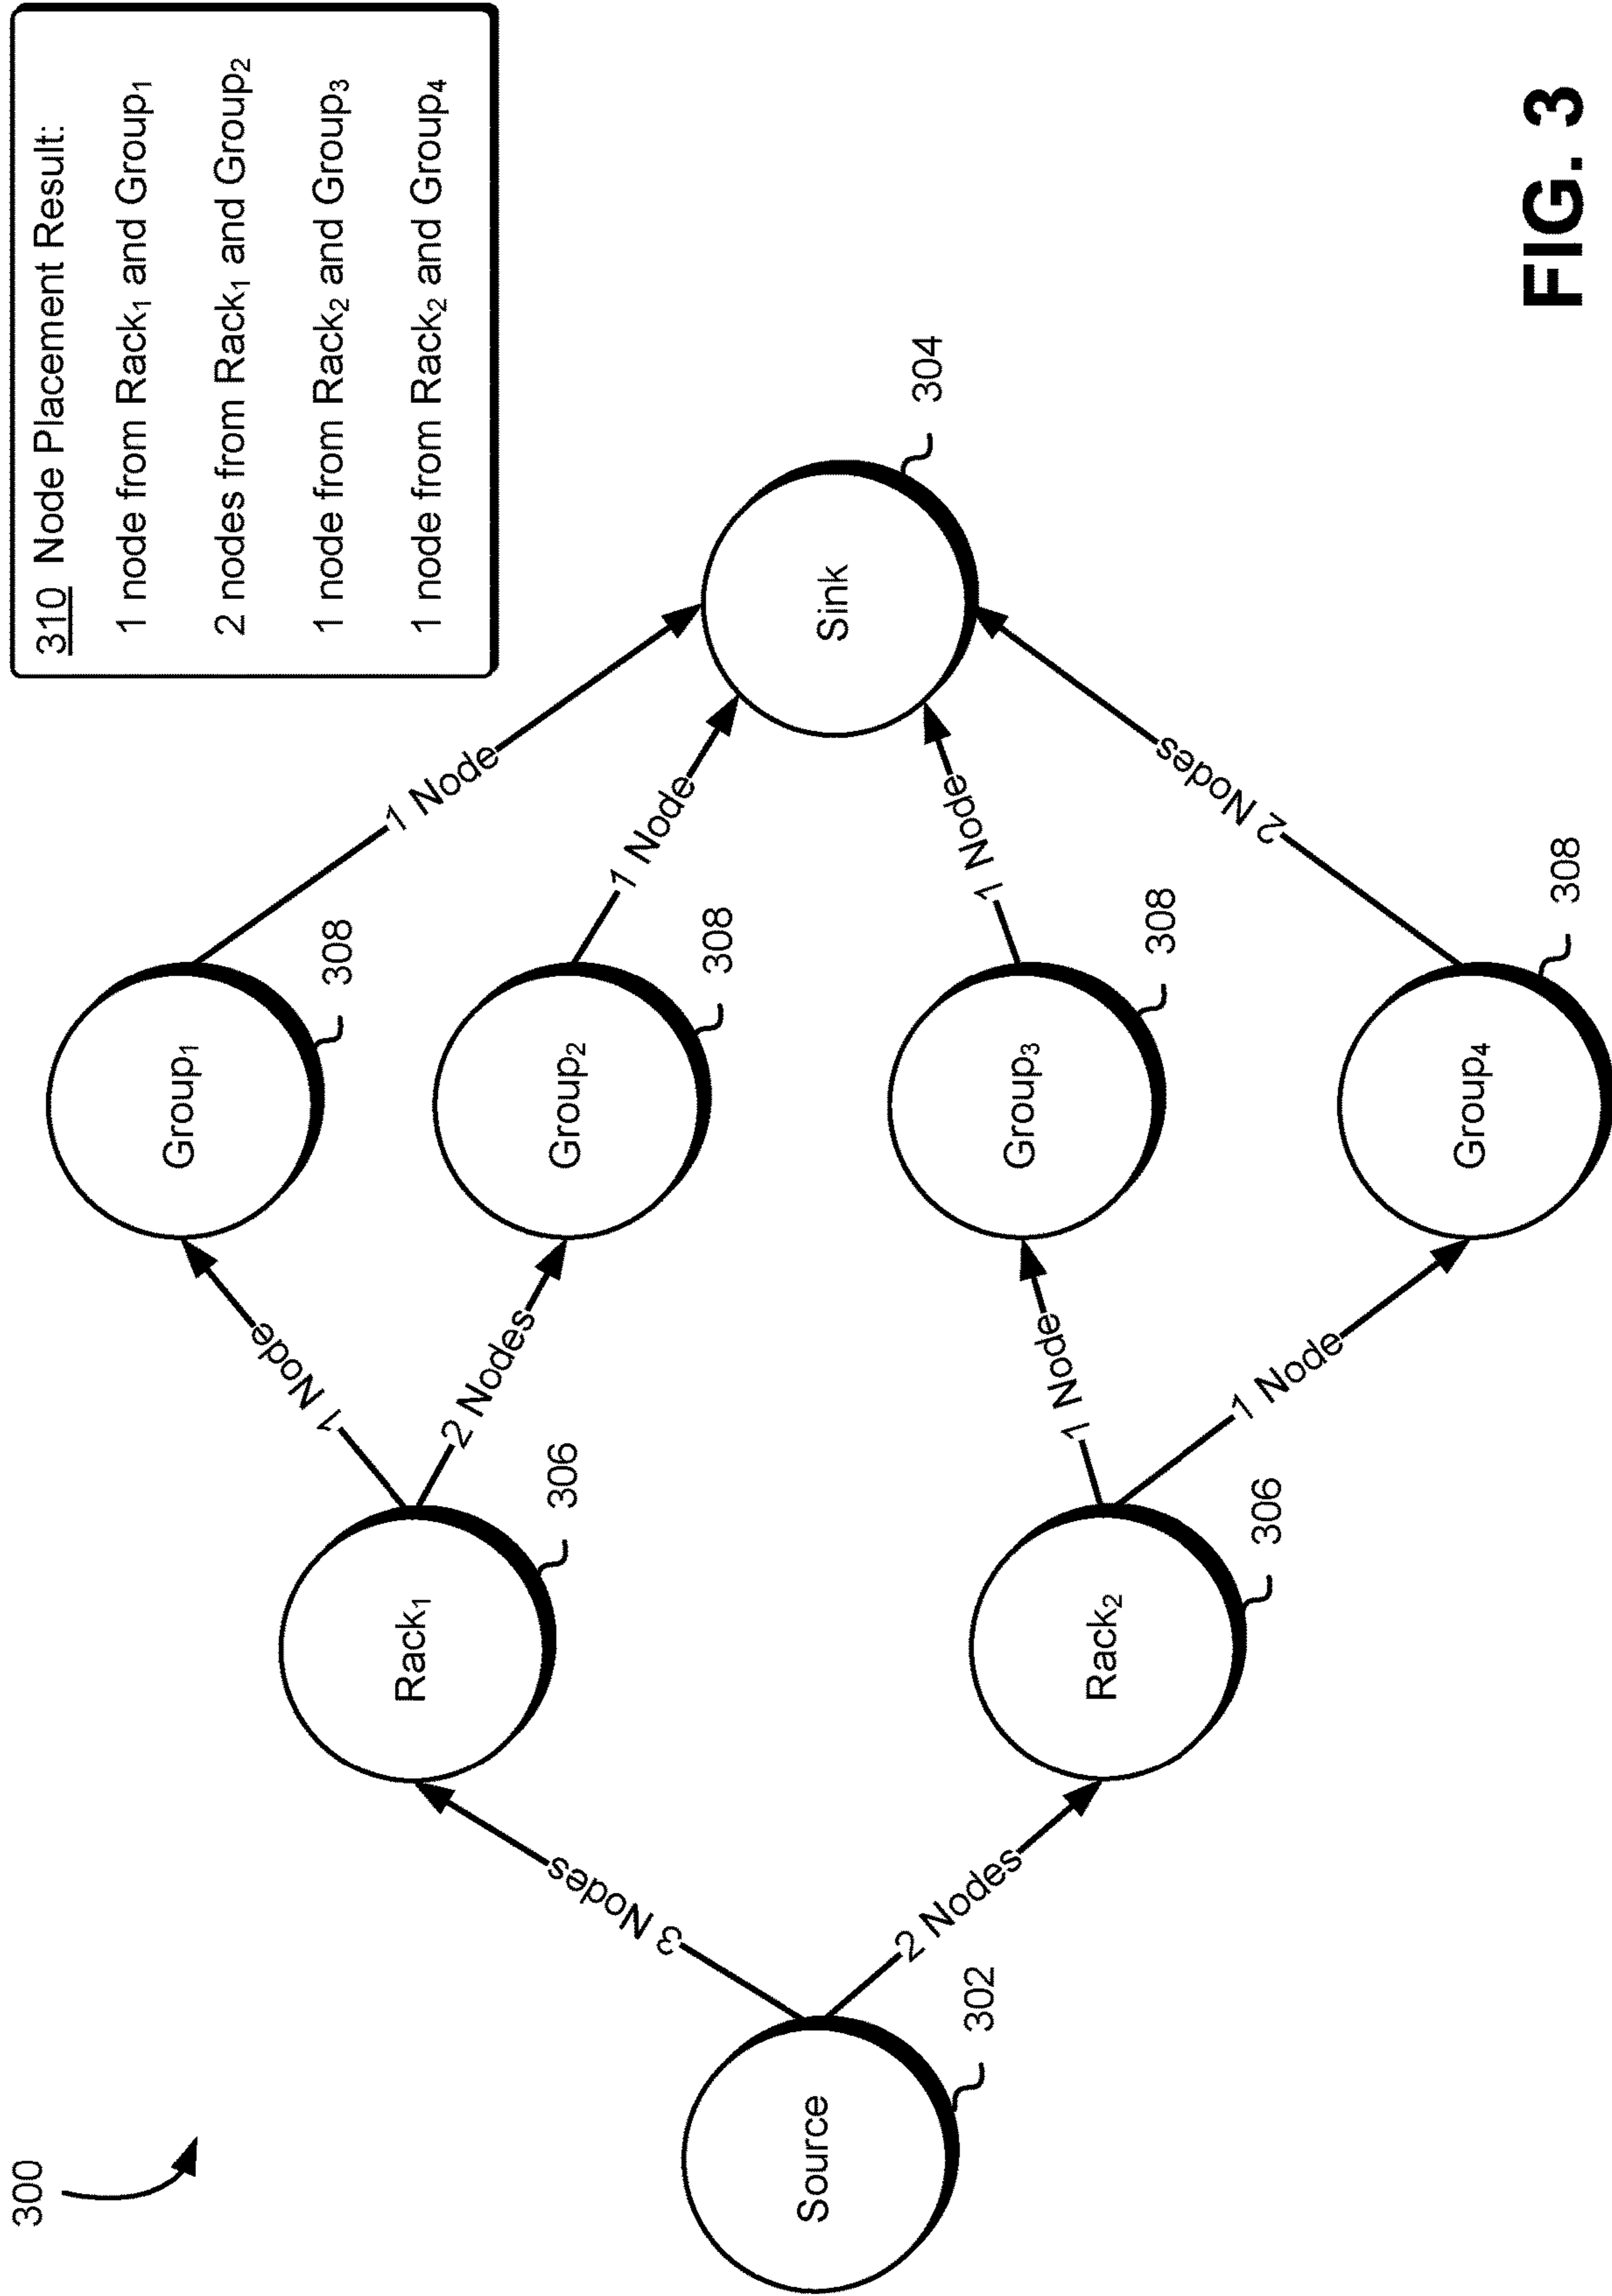 300
310 Node Placement Result:
1 node from Rack₁ and Group₁
2 nodes from Rack₁ and Group₂
1 node from Rack₂ and Group₃
1 node from Rack₂ and Group₄
Source
302
3 Nodes
2 Nodes
Rack₁
306
Rack₂
306
1 Node
2 Nodes
1 Node
1 Node
Group₁
308
Group₂
308
Group₃
308
Group₄
308
1 Node
1 Node
1 Node
2 Nodes
Sink
304
FIG. 3